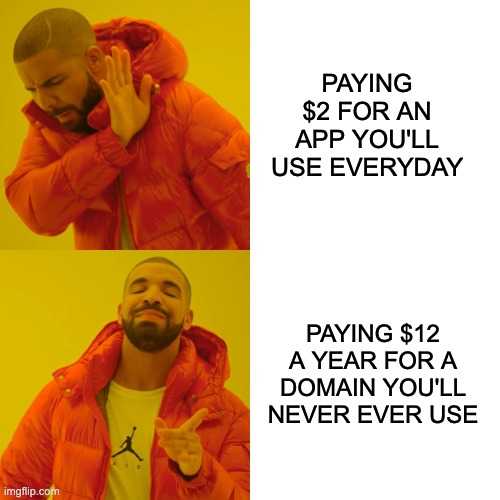 PAYING
$2 FOR AN
APP YOU'LL
USE EVERYDAY
PAYING $12
A YEAR FOR A
DOMAIN YOU'LL
NEVER EVER USE
imgflip.com